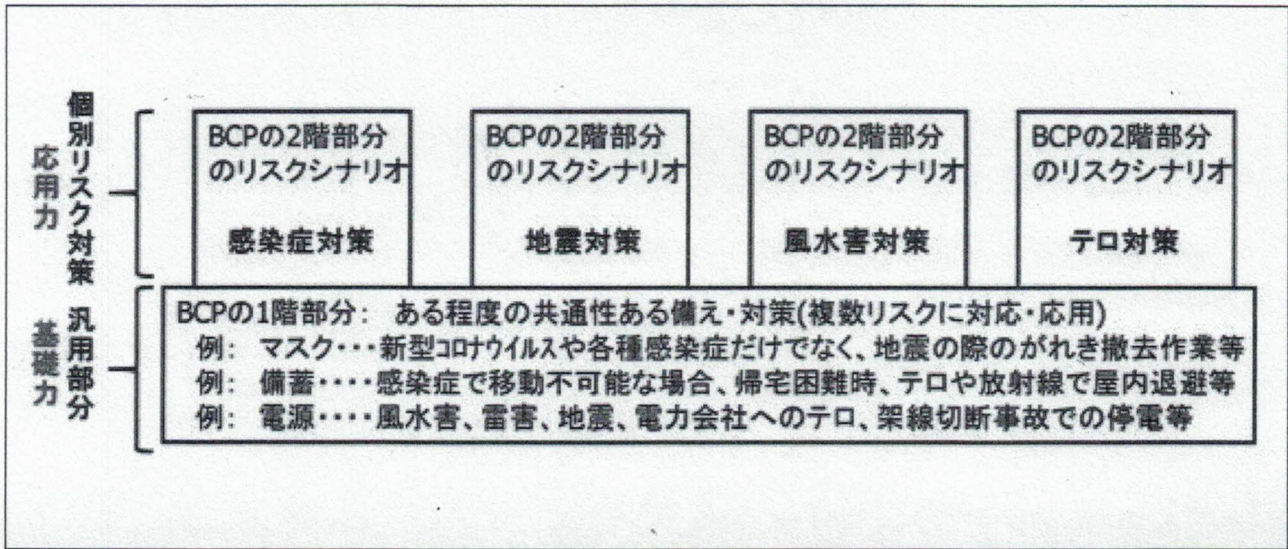 個別リスク対策
応用力
BCPの2階部分
のリスクシナリオ
感染症対策
BCPの2階部分
のリスクシナリオ
地震対策
BCPの2階部分
のリスクシナリオ
風水害対策
BCPの2階部分
のリスクシナリオ
テロ対策
汎用部分
基礎力
BCPの1階部分： ある程度の共通性ある備え・対策(複数リスクに対応・応用)
例： マスク・・・新型コロナウイルスや各種感染症だけでなく、地震の際のがれき撤去作業等
例： 備蓄・・・・感染症で移動不可能な場合、帰宅困難時、テロや放射線で屋内退避等
例： 電源・・・・風水害、雷害、地震、電力会社へのテロ、架線切断事故での停電等